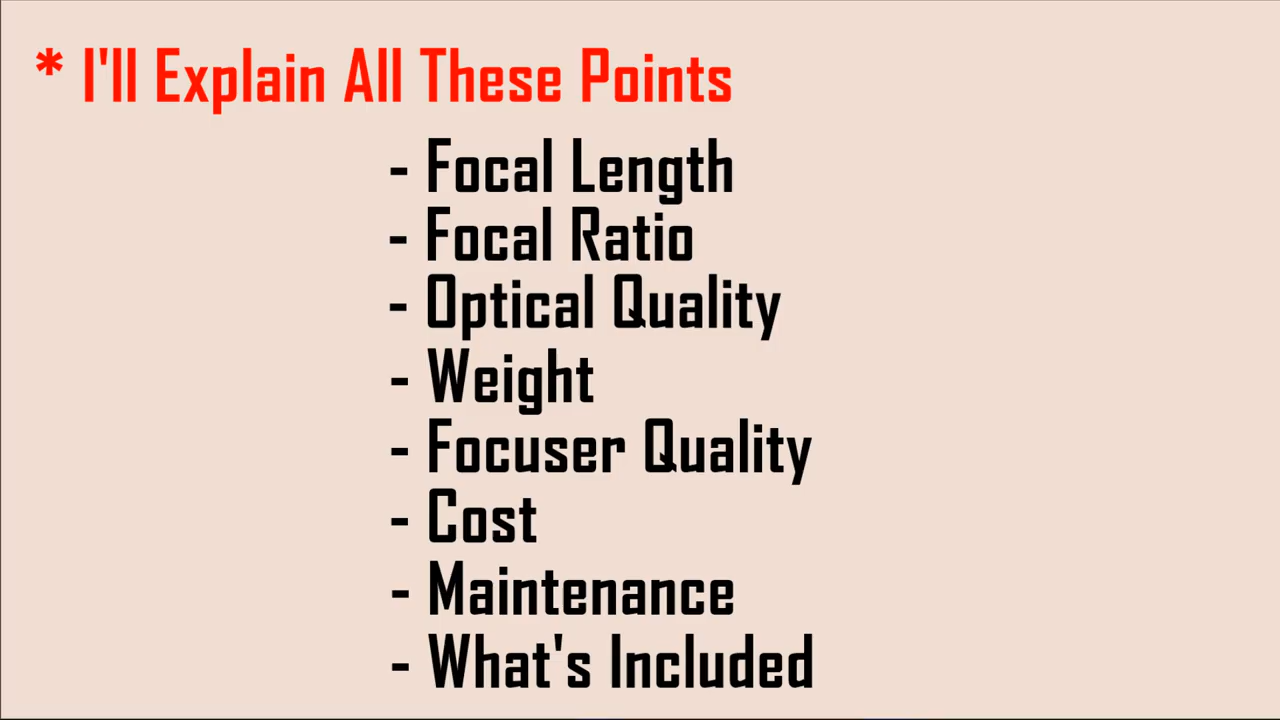 * I'll Explain All These Points
- Focal Length
- Focal Ratio
- Optical Quality
- Weight
- Focuser Quality
- Cost
- Maintenance
- What's Included